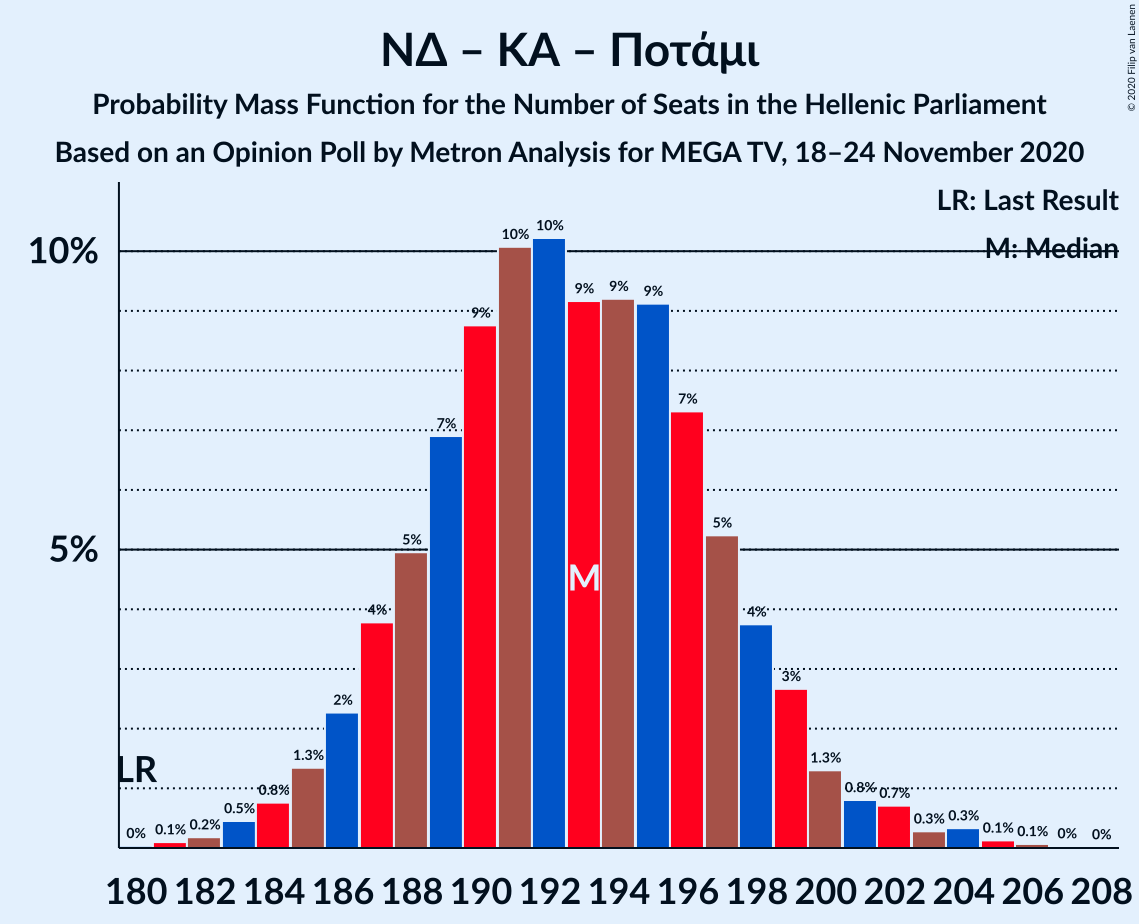 ΝΔ – ΚΑ – Ποτάμι
Probability Mass Function for the Number of Seats in the Hellenic Parliament
Based on an Opinion Poll by Metron Analysis for MEGA TV, 18–24 November 2020
© 2020 Filip van Laenen
LR: Last Result
M: Median
10%
5%
0% 0.1% 0.2% 0.5% 0.8% 1.3% 2% 4% 5% 7% 9% 10% 10% 9% 9% 9% 7% 5% 4% 3% 1.3% 0.8% 0.7% 0.3% 0.3% 0.1% 0.1% 0% 0%
M
LR
180 182 184 186 188 190 192 194 196 198 200 202 204 206 208